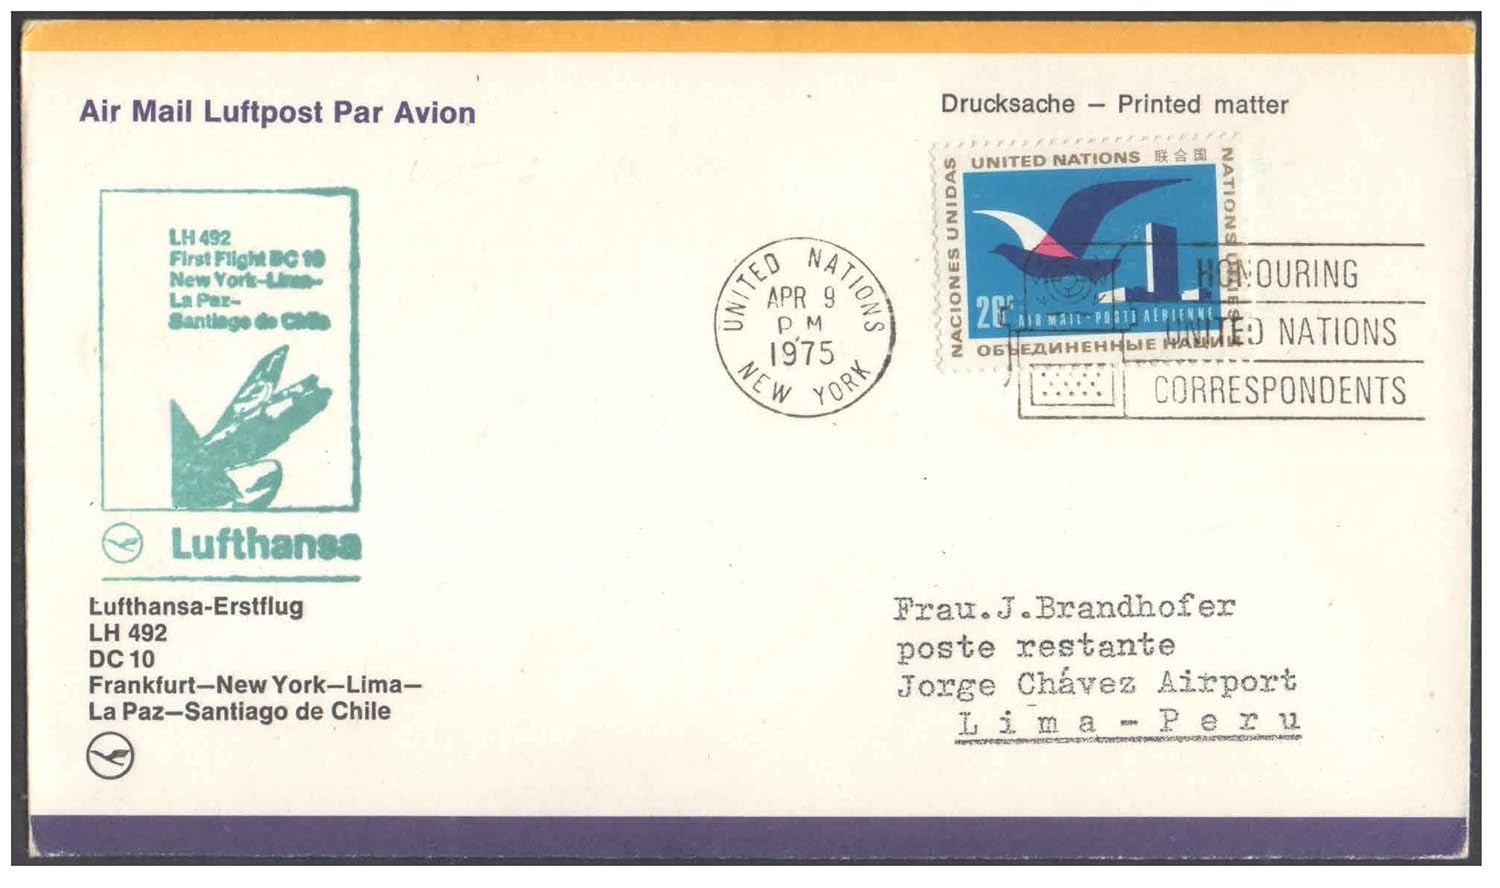 Air Mail Luftpost Par Avion
Drucksache – Printed matter
LH 492
First Flight DC 10
New York-Lima-
La Paz-
Santiago de Chile
Lufthansa
Lufthansa-Erstflug
LH 492
DC 10
Frankfurt–New York–Lima–
La Paz–Santiago de Chile
UNITED NATIONS
APR 9
PM
1975
NEW YORK
UNITED NATIONS 联合国
NACIONES UNIDAS
NATIONS UNIES
26c AIR MAIL - POSTE AÉRIENNE
ОБЪЕДИНЕННЫЕ НАЦИИ
HONOURING
UNITED NATIONS
CORRESPONDENTS
Frau.J.Brandhofer
poste restante
Jorge Chávez Airport
Lima-Peru